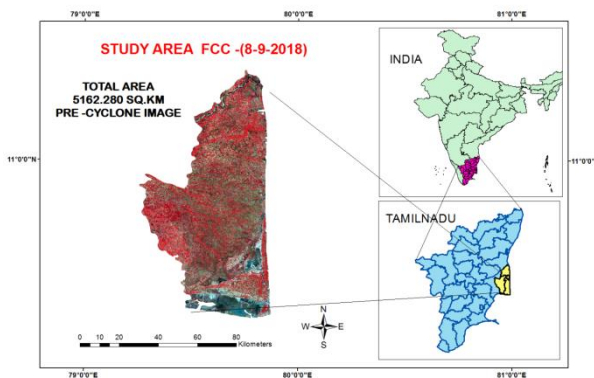 79°0'0"E
80°0'0"E
81°0'0"E
STUDY AREA FCC -(8-9-2018)
TOTAL AREA
5162.280 SQ.KM
PRE -CYCLONE IMAGE
INDIA
11°0'0"N
11°0'0"N
TAMILNADU
N
W E
S
0 10 20 40 60 80
Kilometers
79°0'0"E
80°0'0"E
81°0'0"E